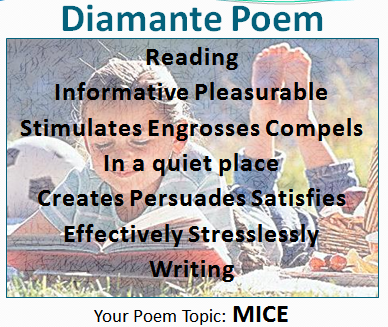 Diamante Poem
Reading
Informative Pleasurable
Stimulates Engrosses Compels
In a quiet place
Creates Persuades Satisfies
Effectively Stresslessly
Writing
Your Poem Topic: MICE